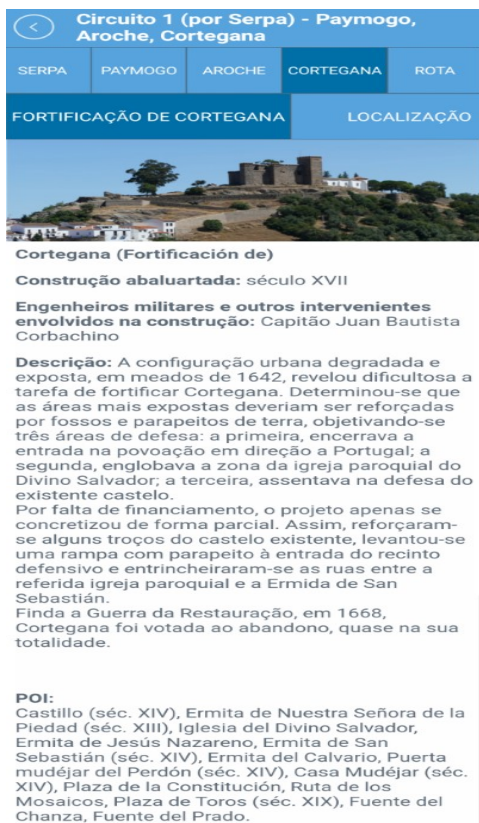 Circuito 1 (por Serpa) - Paymogo,
Aroche, Cortegana
SERPA PAYMOGO AROCHE CORTEGANA ROTA
FORTIFICAÇÃO DE CORTEGANA LOCALIZAÇÃO
Cortegana (Fortificación de)
Construção abaluartada: século XVII
Engenheiros militares e outros intervenientes
envolvidos na construção: Capitão Juan Bautista
Corbachino
Descrição: A configuração urbana degradada e
exposta, em meados de 1642, revelou dificultosa a
tarefa de fortificar Cortegana. Determinou-se que
as áreas mais expostas deveriam ser reforçadas
por fossos e parapeitos de terra, objetivando-se
três áreas de defesa: a primeira, encerrava a
entrada na povoação em direção a Portugal; a
segunda, englobava a zona da igreja paroquial do
Divino Salvador; a terceira, assentava na defesa do
existente castelo.
Por falta de financiamento, o projeto apenas se
concretizou de forma parcial. Assim, reforçaram-
se alguns troços do castelo existente, levantou-se
uma rampa com parapeito à entrada do recinto
defensivo e entrincheiraram-se as ruas entre a
referida igreja paroquial e a Ermida de San
Sebastián.
Finda a Guerra da Restauração, em 1668,
Cortegana foi votada ao abandono, quase na sua
totalidade.
POI:
Castillo (séc. XIV), Ermita de Nuestra Señora de la
Piedad (séc. XIII), Iglesia del Divino Salvador,
Ermita de Jesús Nazareno, Ermita de San
Sebastián (séc. XIV), Ermita del Calvario, Puerta
mudéjar del Perdón (séc. XIV), Casa Mudéjar (séc.
XIV), Plaza de la Constitución, Ruta de los
Mosaicos, Plaza de Toros (séc. XIX), Fuente del
Chanza, Fuente del Prado.